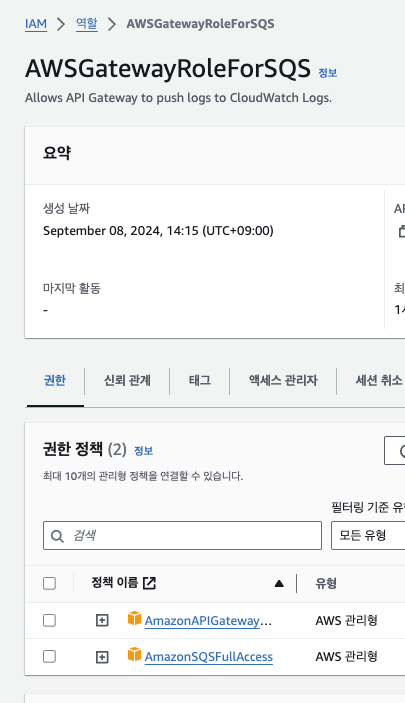 IAM > 역할 > AWSGatewayRoleForSQS
AWSGatewayRoleForSQS 정보
Allows API Gateway to push logs to CloudWatch Logs.
요약
생성 날짜
September 08, 2024, 14:15 (UTC+09:00)
마지막 활동
-
최
권한
신뢰 관계
태그
액세스 관리자
세션 취소
권한 정책 (2) 정보
최대 10개의 관리형 정책을 연결할 수 있습니다.
필터링 기준 유
검색
모든 유형
정책 이름
유형
AmazonAPIGateway...
AWS 관리형
AmazonSQSFullAccess
AWS 관리형